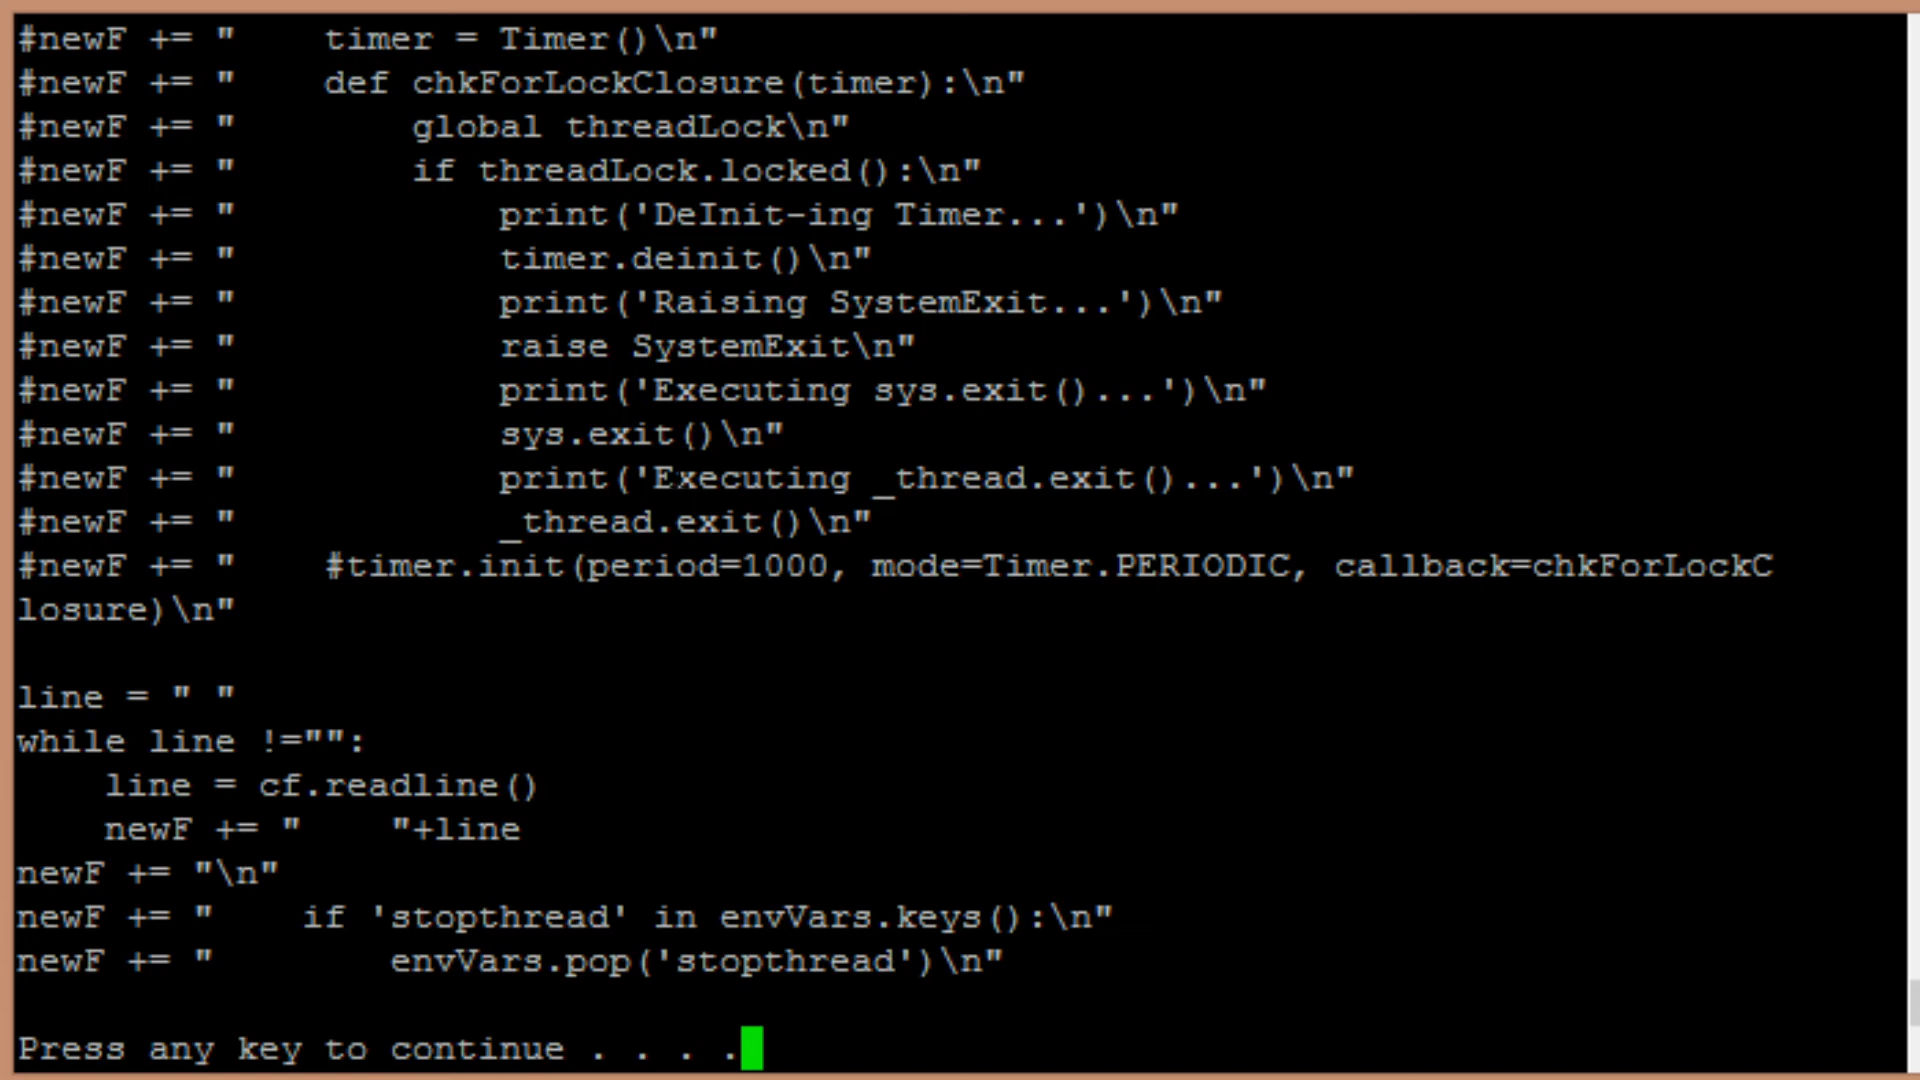 #newF += "    timer = Timer()\n"
#newF += "    def chkForLockClosure(timer):\n"
#newF += "        global threadLock\n"
#newF += "        if threadLock.locked():\n"
#newF += "            print('DeInit-ing Timer...')\n"
#newF += "            timer.deinit()\n"
#newF += "            print('Raising SystemExit...')\n"
#newF += "            raise SystemExit\n"
#newF += "            print('Executing sys.exit()...')\n"
#newF += "            sys.exit()\n"
#newF += "            print('Executing _thread.exit()...')\n"
#newF += "            _thread.exit()\n"
#newF += "    #timer.init(period=1000, mode=Timer.PERIODIC, callback=chkForLockC
losure)\n"

line = " "
while line !="":
    line = cf.readline()
    newF += "    "+line
newF += "\n"
newF += "    if 'stopthread' in envVars.keys():\n"
newF += "        envVars.pop('stopthread')\n"

Press any key to continue . . . .